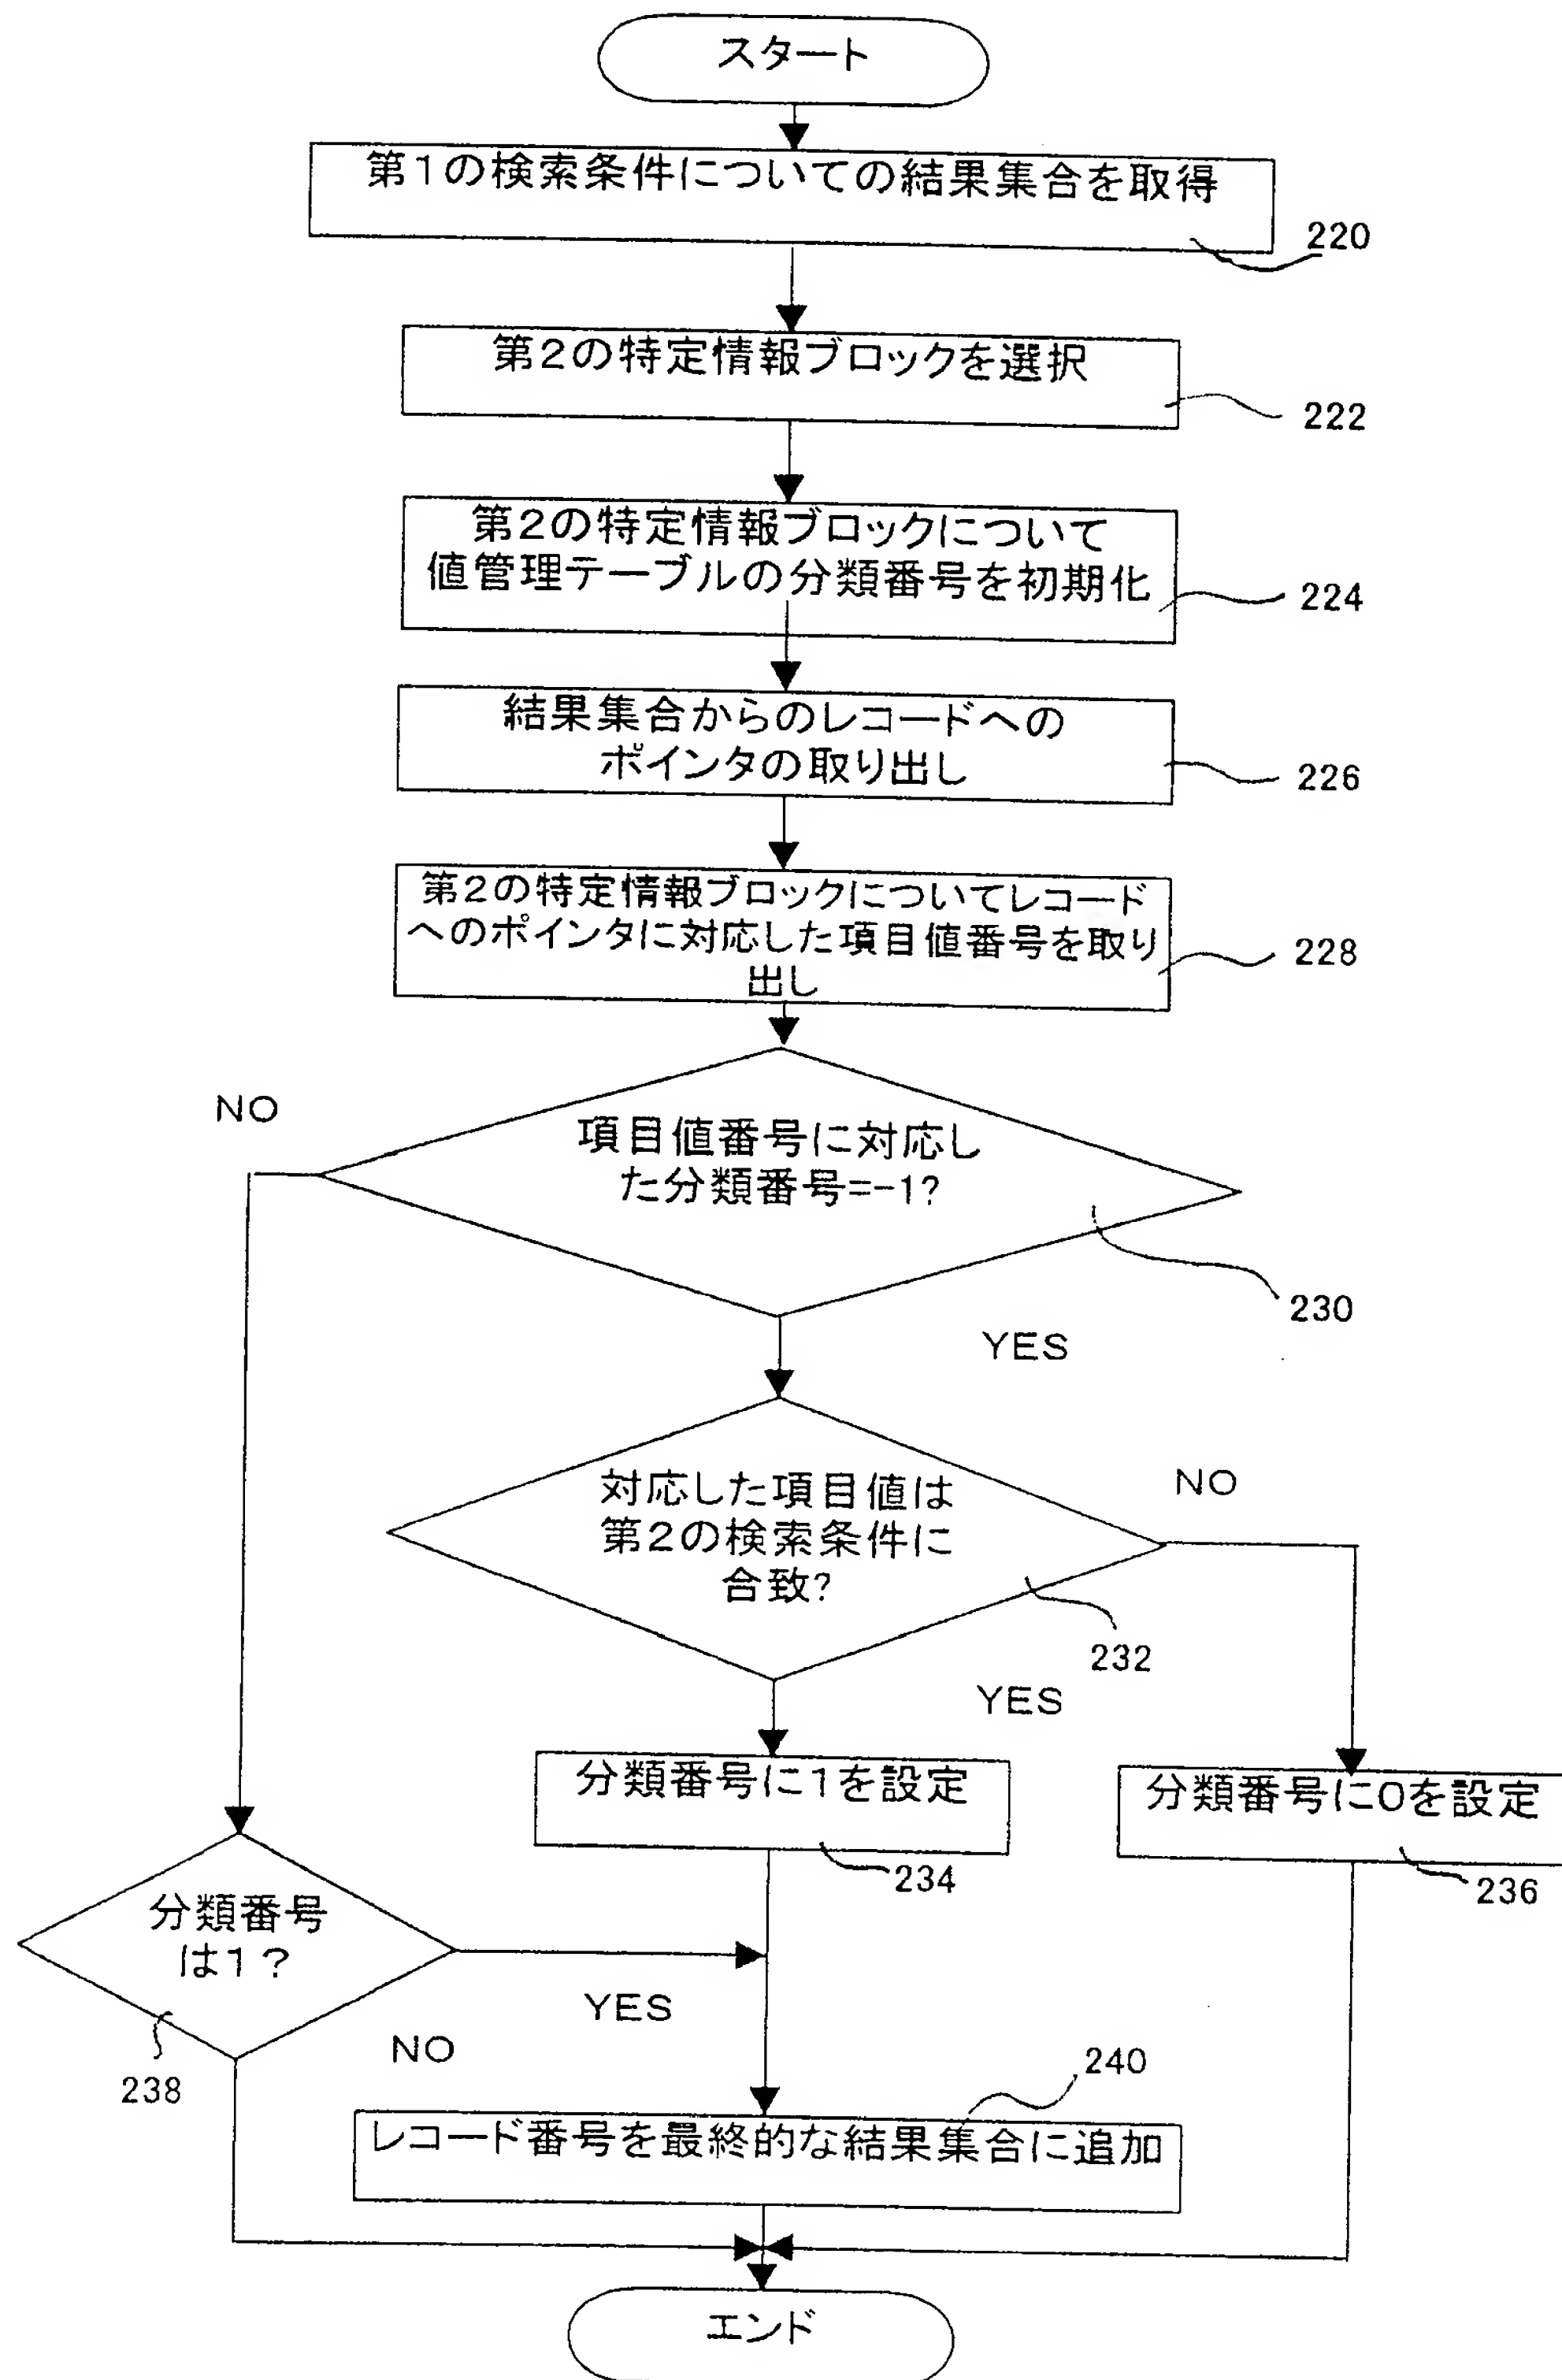 スタート
第1の検索条件についての結果集合を取得
220
第2の特定情報ブロックを選択
222
第2の特定情報ブロックについて
値管理テーブルの分類番号を初期化
224
結果集合からのレコードへの
ポインタの取り出し
226
第2の特定情報ブロックについてレコード
へのポインタに対応した項目値番号を取り
出し
228
NO
項目値番号に対応し
た分類番号=-1?
230
YES
対応した項目値は
第2の検索条件に
合致?
NO
232
YES
分類番号に1を設定
234
分類番号に0を設定
236
分類番号
は1?
238
YES
NO
240
レコード番号を最終的な結果集合に追加
エンド